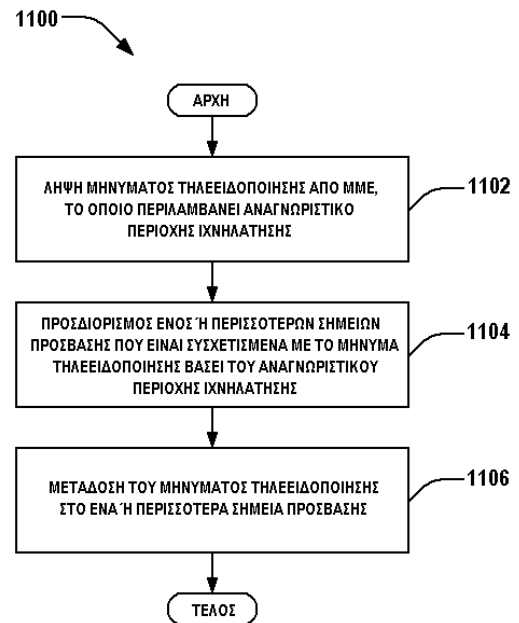 1100
ΑΡΧΗ
ΛΗΨΗ ΜΗΝΥΜΑΤΟΣ ΤΗΛΕΕΙΔΟΠΟΙΗΣΗΣ ΑΠΟ ΜΜΕ,
ΤΟ ΟΠΟΙΟ ΠΕΡΙΛΑΜΒΑΝΕΙ ΑΝΑΓΝΩΡΙΣΤΙΚΟ
ΠΕΡΙΟΧΗΣ ΙΧΝΗΛΑΤΗΣΗΣ
1102
ΠΡΟΣΔΙΟΡΙΣΜΟΣ ΕΝΟΣ Ή ΠΕΡΙΣΣΟΤΕΡΩΝ ΣΗΜΕΙΩΝ
ΠΡΟΣΒΑΣΗΣ ΠΟΥ ΕΙΝΑΙ ΣΥΣΧΕΤΙΣΜΕΝΑ ΜΕ ΤΟ ΜΗΝΥΜΑ
ΤΗΛΕΕΙΔΟΠΟΙΗΣΗΣ ΒΑΣΕΙ ΤΟΥ ΑΝΑΓΝΩΡΙΣΤΙΚΟΥ
ΠΕΡΙΟΧΗΣ ΙΧΝΗΛΑΤΗΣΗΣ
1104
ΜΕΤΑΔΟΣΗ ΤΟΥ ΜΗΝΥΜΑΤΟΣ ΤΗΛΕΕΙΔΟΠΟΙΗΣΗΣ
ΣΤΟ ΕΝΑ Ή ΠΕΡΙΣΣΟΤΕΡΑ ΣΗΜΕΙΑ ΠΡΟΣΒΑΣΗΣ
1106
ΤΕΛΟΣ